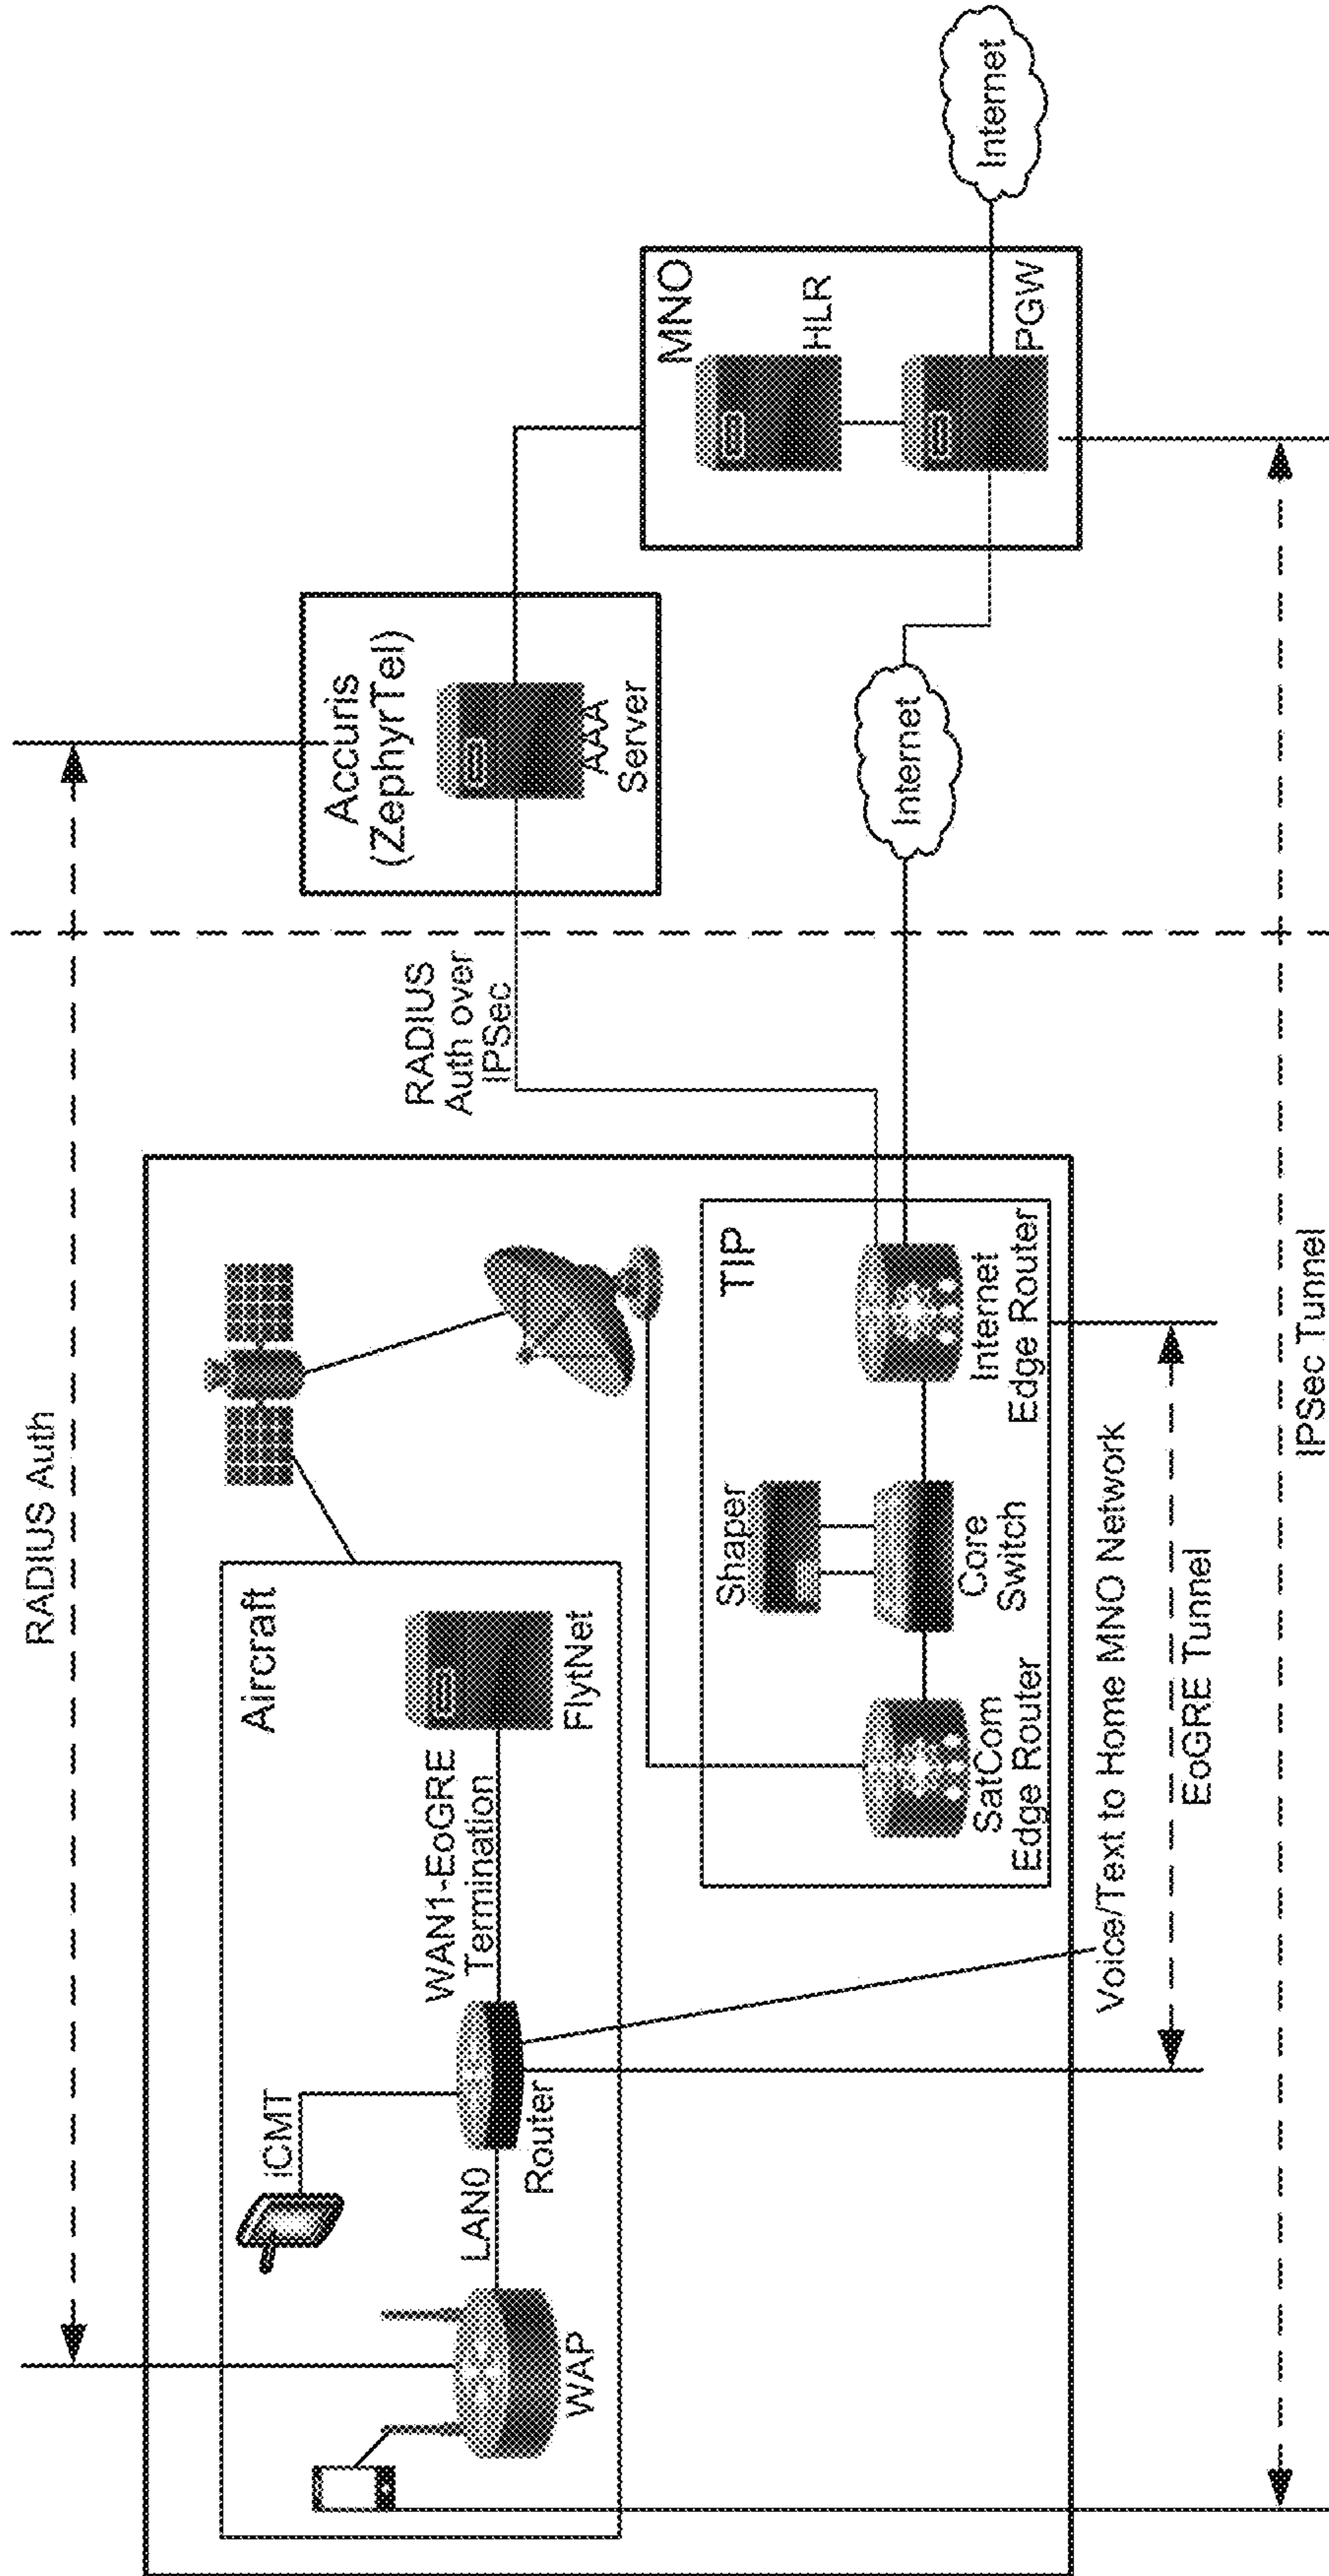 RADIUS Auth
Aircraft
iCMT
LAN0
WAN1-EoGRE
Termination
WAP
Router
FlytNet
RADIUS
Auth over
IPSec
Accuris
(ZephyrTel)
AAA
Server
MNO
HLR
PGW
Internet
Internet
TIP
Shaper
SatCom
Edge Router
Core
Switch
Internet
Edge Router
Voice/Text to Home MNO Network
EoGRE Tunnel
IPSec Tunnel